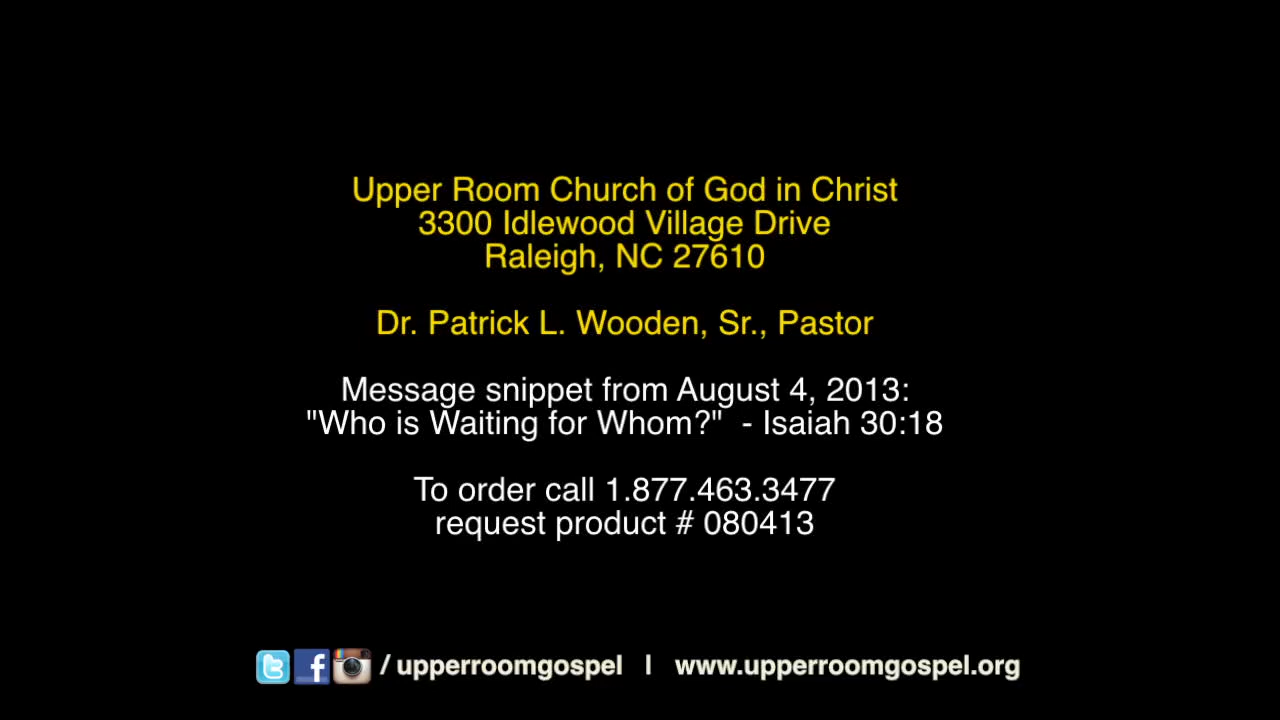 Upper Room Church of God in Christ
3300 Idlewood Village Drive
Raleigh, NC 27610
Dr. Patrick L. Wooden, Sr., Pastor
Message snippet from August 4, 2013:
"Who is Waiting for Whom?"  - Isaiah 30:18
To order call 1.877.463.3477
request product # 080413
/ upperroomgospel | www.upperroomgospel.org